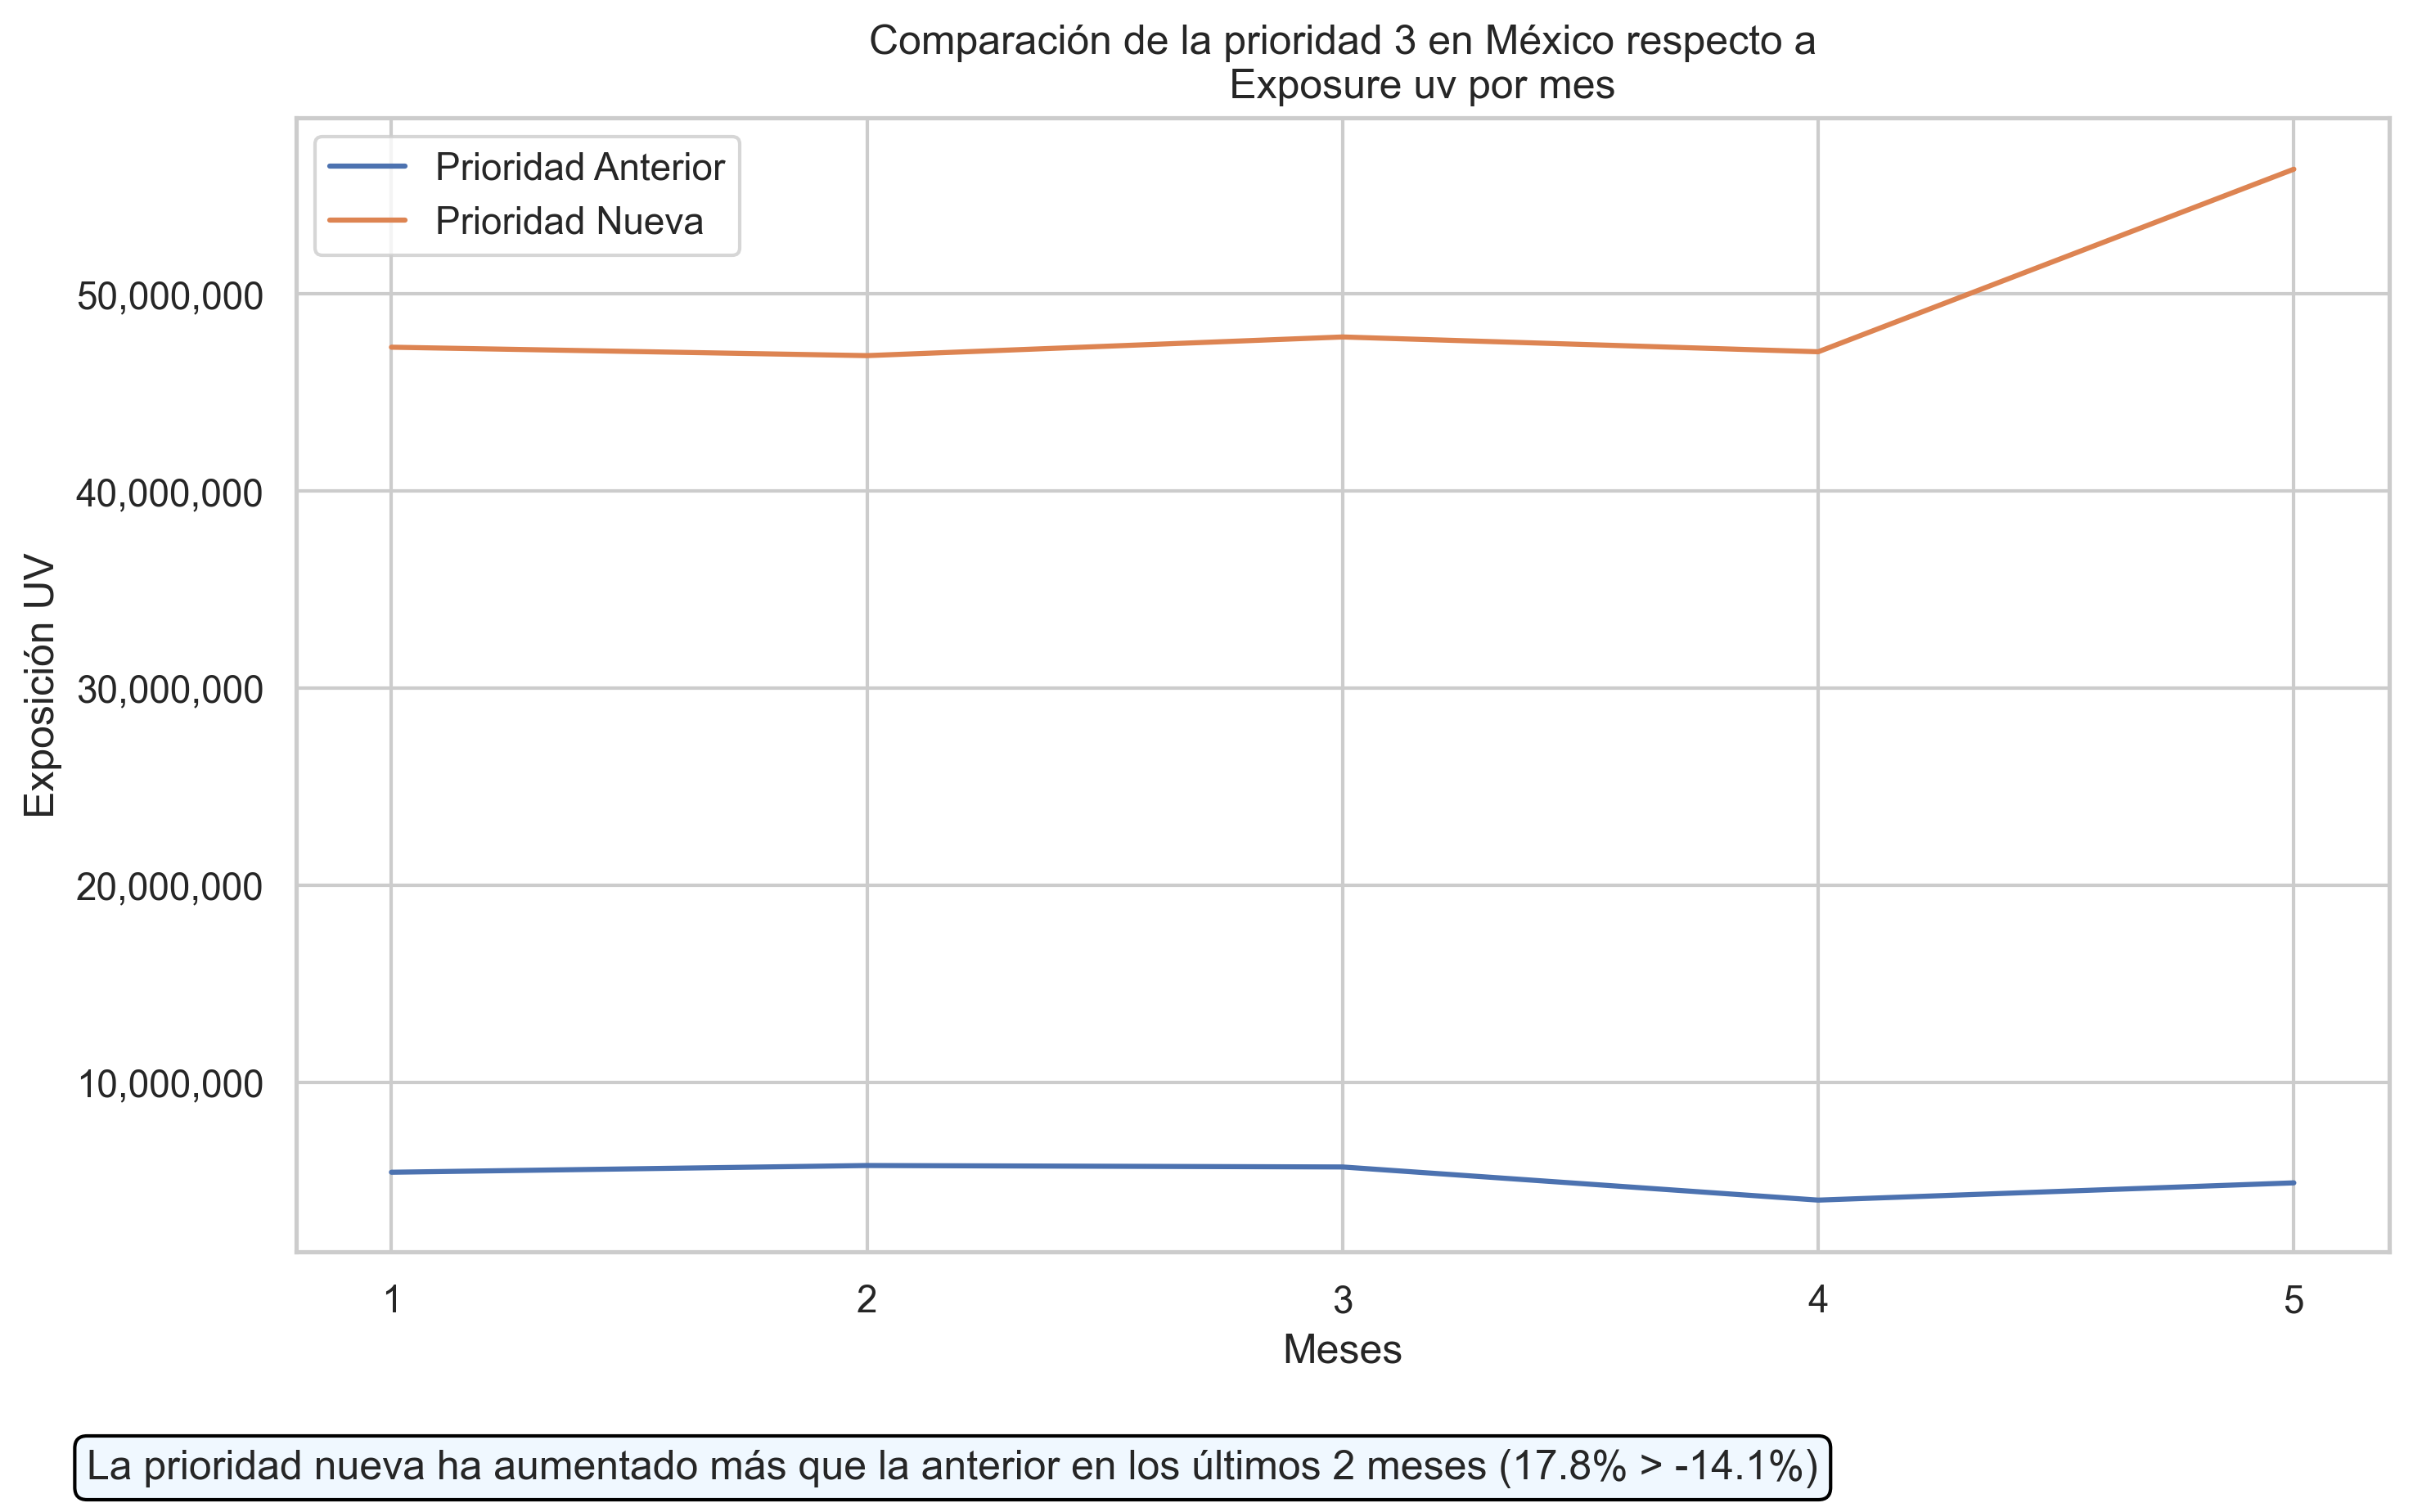 Comparación de la prioridad 3 en México respecto a
Exposure uv por mes
Prioridad Anterior
Prioridad Nueva
50,000,000
40,000,000
30,000,000
20,000,000
10,000,000
Exposición UV
1 2 3 4 5
Meses
La prioridad nueva ha aumentado más que la anterior en los últimos 2 meses (17.8% > -14.1%)